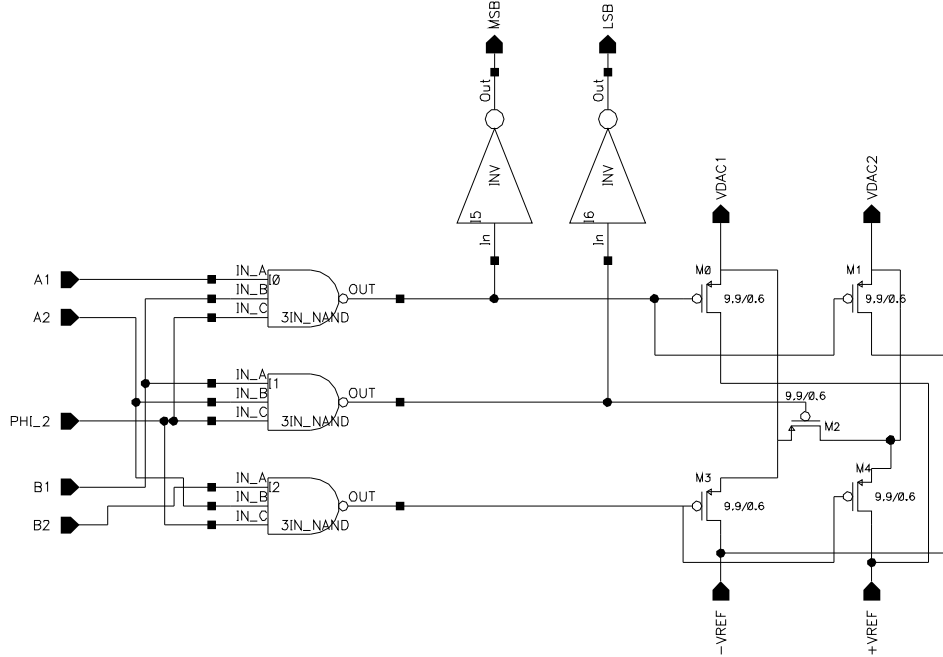 MSB
LSB
Out
Out
INV
INV
I5
I6
In
In
VDAC1
VDAC2
A1
IN_A
I0
IN_B
OUT
IN_C
3IN_NAND
A2
M0
9.9/0.6
M1
9.9/0.6
IN_A
I1
IN_B
OUT
IN_C
3IN_NAND
PHI_2
9.9/0.6
M2
B1
IN_A
I2
IN_B
OUT
IN_C
3IN_NAND
B2
M3
9.9/0.6
M4
9.9/0.6
-VREF
+VREF